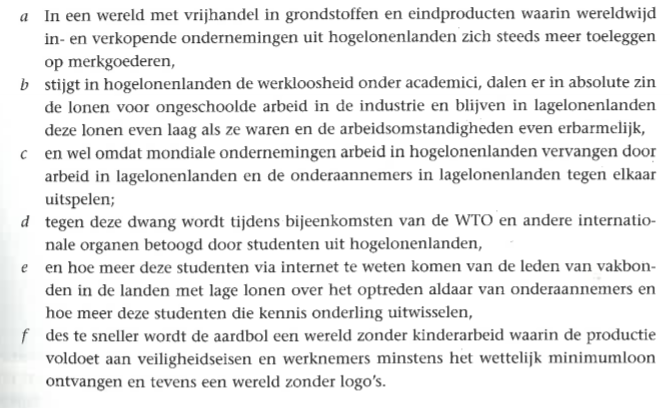 a In een wereld met vrijhandel in grondstoffen en eindproducten waarin wereldwijd
in- en verkopende ondernemingen uit hogelonenlanden zich steeds meer toeleggen
op merkgoederen,
b stijgt in hogelonenlanden de werkloosheid onder academici, dalen er in absolute zin
de lonen voor ongeschoolde arbeid in de industrie en blijven in lagelonenlanden
deze lonen even laag als ze waren en de arbeidsomstandigheden even erbarmelijk,
c en wel omdat mondiale ondernemingen arbeid in hogelonenlanden vervangen door
arbeid in lagelonenlanden en de onderaannemers in lagelonenlanden tegen elkaar
uitspelen;
d tegen deze dwang wordt tijdens bijeenkomsten van de WTO en andere internatio-
nale organen betoogd door studenten uit hogelonenlanden,
e en hoe meer deze studenten via internet te weten komen van de leden van vakbon-
den in de landen met lage lonen over het optreden aldaar van onderaannemers en
hoe meer deze studenten die kennis onderling uitwisselen,
f des te sneller wordt de aardbol een wereld zonder kinderarbeid waarin de productie
voldoet aan veiligheidseisen en werknemers minstens het wettelijk minimumloon
ontvangen en tevens een wereld zonder logo's.